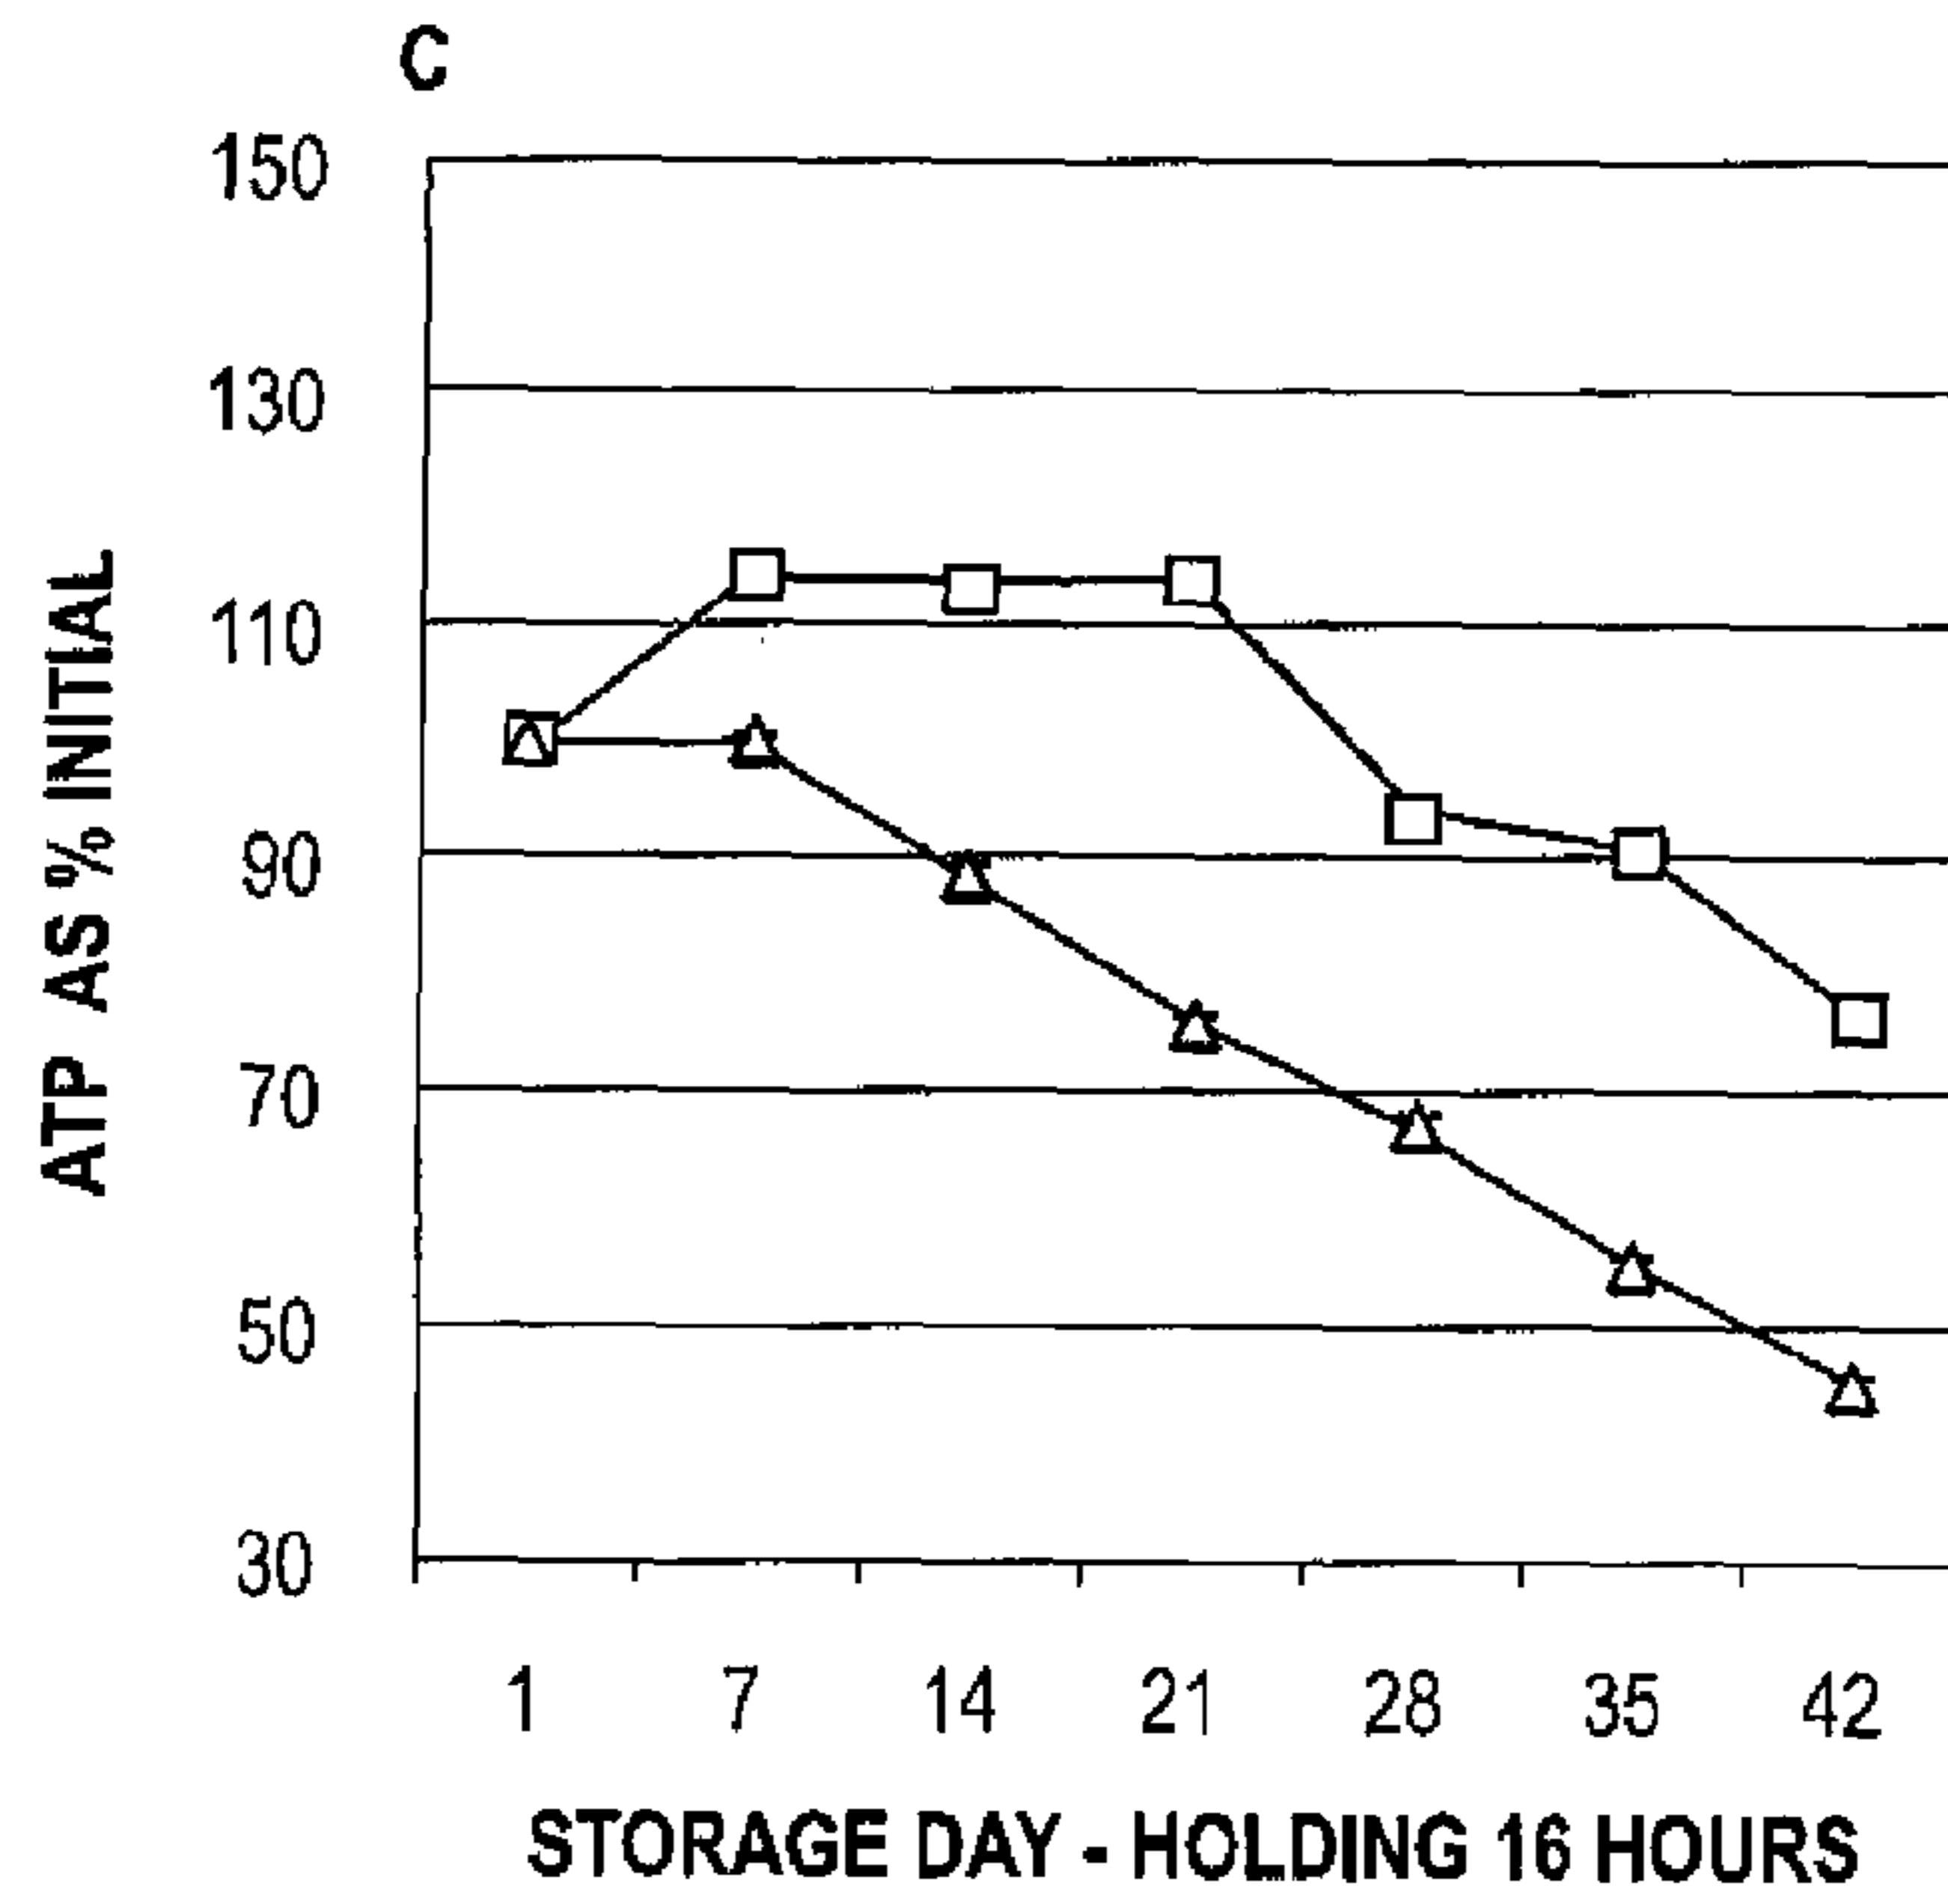 C
150
130
110
90
70
50
30
ATP AS % INITIAL
1 7 14 21 28 35 42
STORAGE DAY - HOLDING 16 HOURS